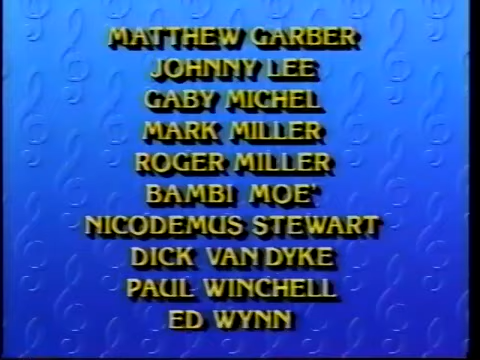 MATTHEW GARBER
JOHNNY LEE
GABY MICHEL
MARK MILLER
ROGER MILLER
BAMBI MOE'
NICODEMUS STEWART
DICK VAN DYKE
PAUL WINCHELL
ED WYNN